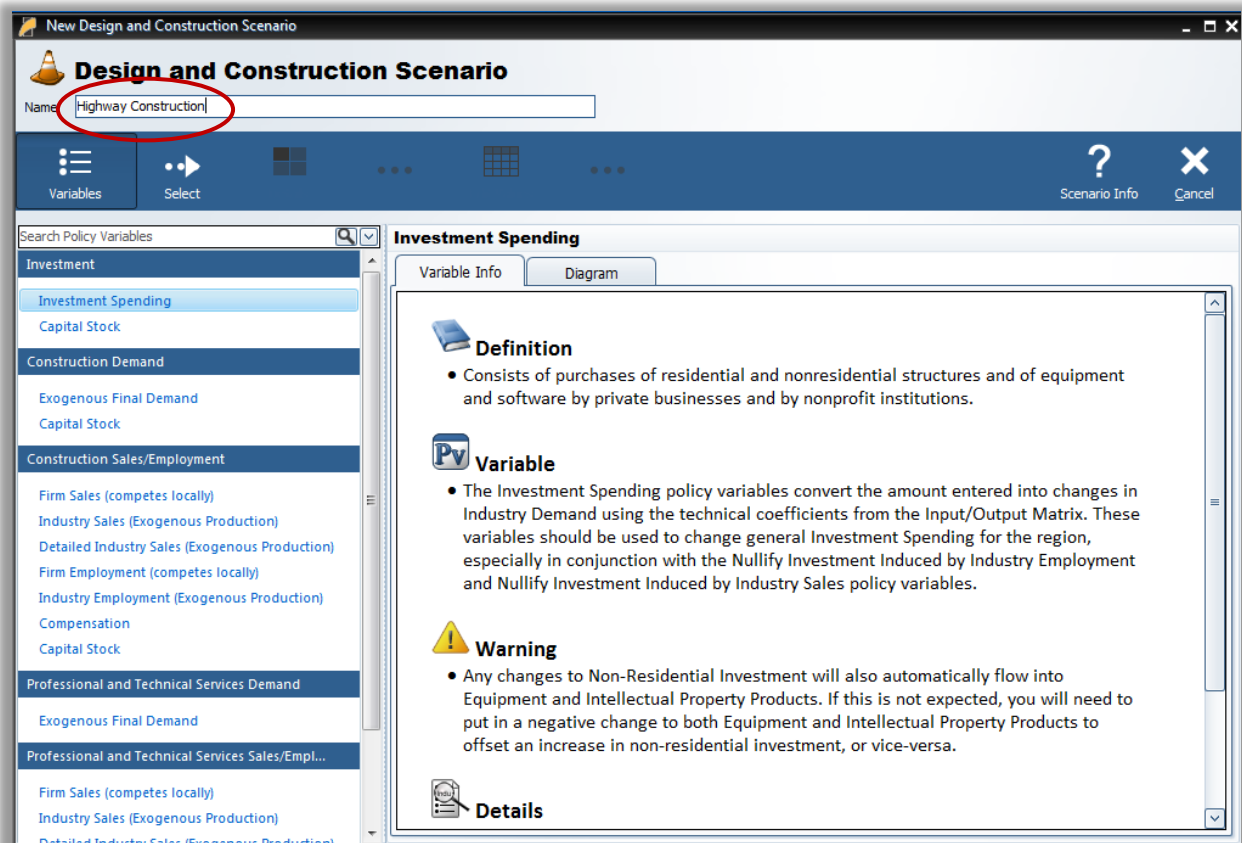 New Design and Construction Scenario
Design and Construction Scenario
Name Highway Construction
Variables
Select
?
Scenario Info
Cancel
Search Policy Variables
Investment
Investment Spending
Capital Stock
Construction Demand
Exogenous Final Demand
Capital Stock
Construction Sales/Employment
Firm Sales (competes locally)
Industry Sales (Exogenous Production)
Detailed Industry Sales (Exogenous Production)
Firm Employment (competes locally)
Industry Employment (Exogenous Production)
Compensation
Capital Stock
Professional and Technical Services Demand
Exogenous Final Demand
Professional and Technical Services Sales/Empl...
Firm Sales (competes locally)
Industry Sales (Exogenous Production)
Detailed Industry Sales (Exogenous Production)
Investment Spending
Variable Info
Diagram
Definition
• Consists of purchases of residential and nonresidential structures and of equipment
and software by private businesses and by nonprofit institutions.
Pv
Variable
• The Investment Spending policy variables convert the amount entered into changes in
Industry Demand using the technical coefficients from the Input/Output Matrix. These
variables should be used to change general Investment Spending for the region,
especially in conjunction with the Nullify Investment Induced by Industry Employment
and Nullify Investment Induced by Industry Sales policy variables.
Warning
• Any changes to Non-Residential Investment will also automatically flow into
Equipment and Intellectual Property Products. If this is not expected, you will need to
put in a negative change to both Equipment and Intellectual Property Products to
offset an increase in non-residential investment, or vice-versa.
Details